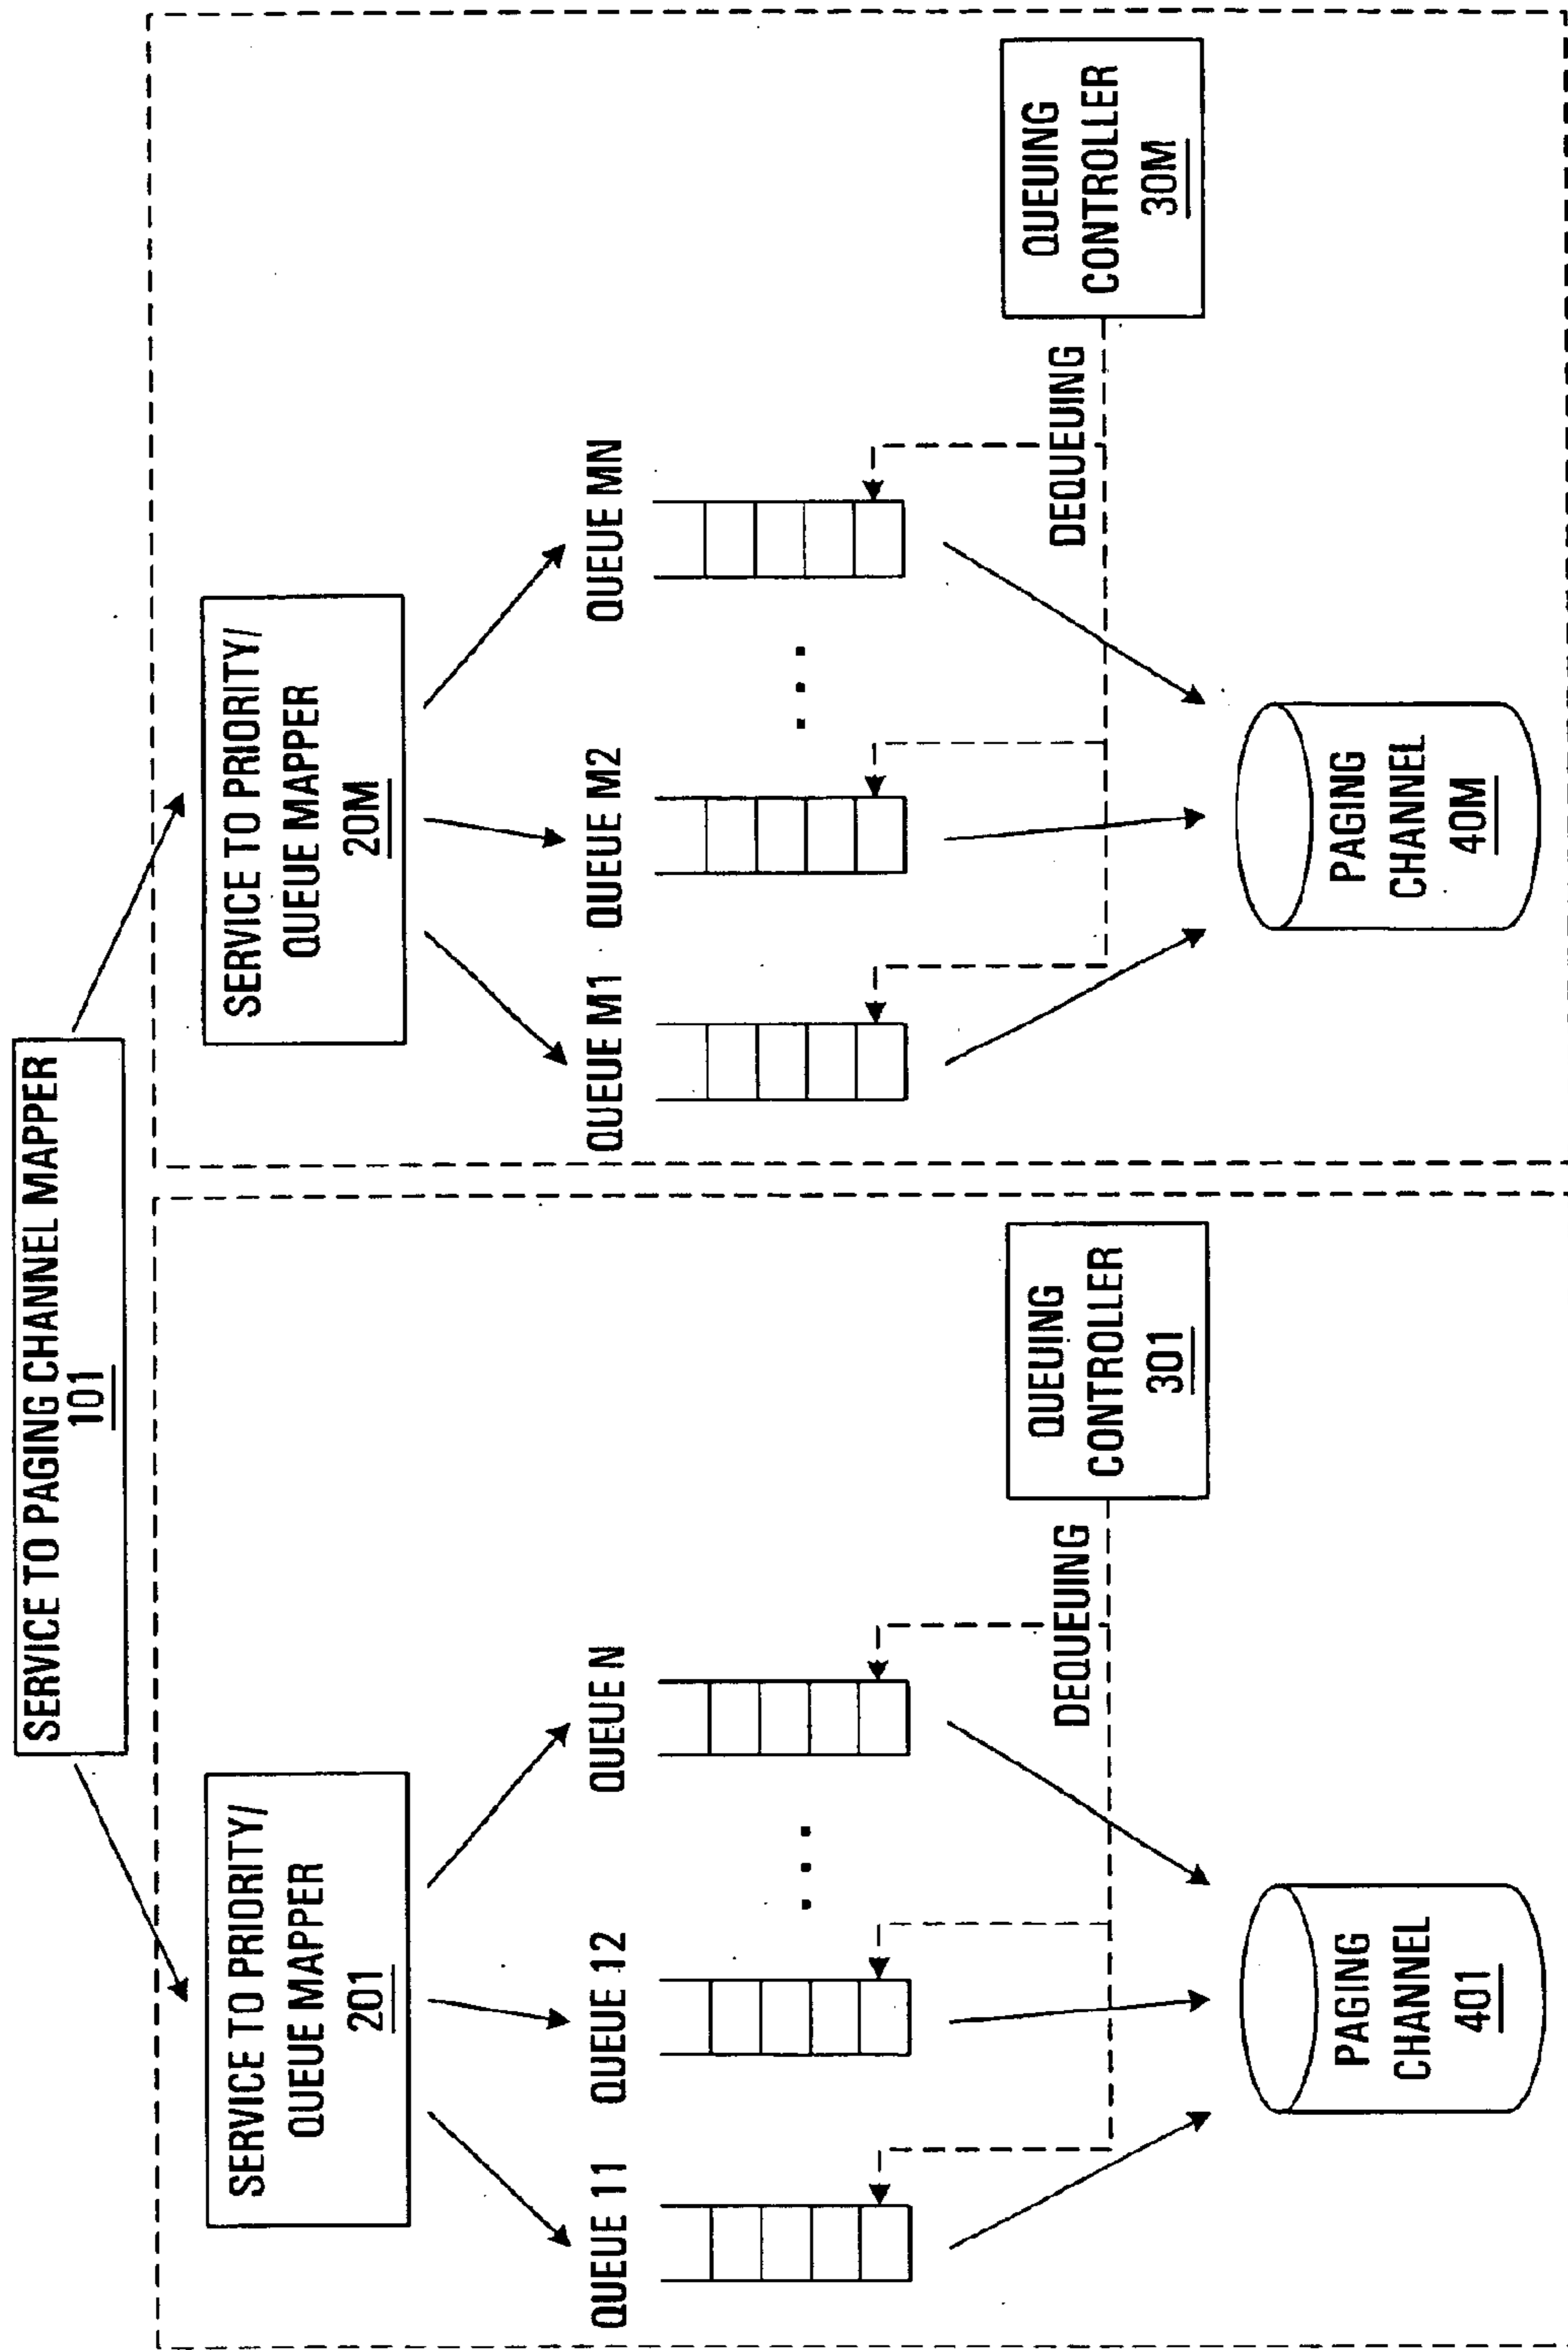 SERVICE TO PAGING CHANNEL MAPPER
101
SERVICE TO PRIORITY/
QUEUE MAPPER
201
QUEUE 11
QUEUE 12
QUEUE N
DEQUEUING
QUEUING
CONTROLLER
301
PAGING
CHANNEL
401
SERVICE TO PRIORITY/
QUEUE MAPPER
20M
QUEUE M1
QUEUE M2
QUEUE MN
DEQUEUING
QUEUING
CONTROLLER
30M
PAGING
CHANNEL
40M